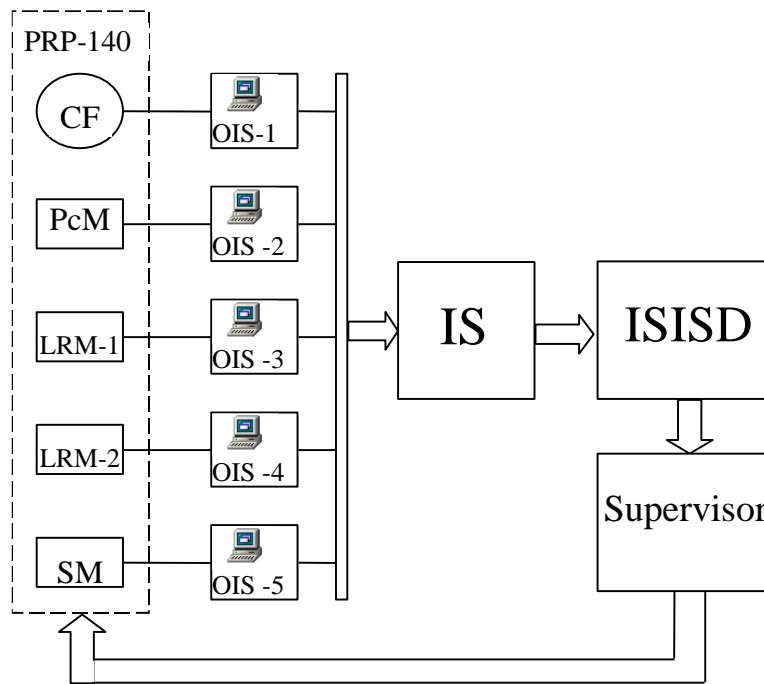 PRP-140
CF
OIS-1
PcM
OIS -2
LRM-1
OIS -3
LRM-2
OIS -4
SM
OIS -5
IS
ISISD
Supervisor